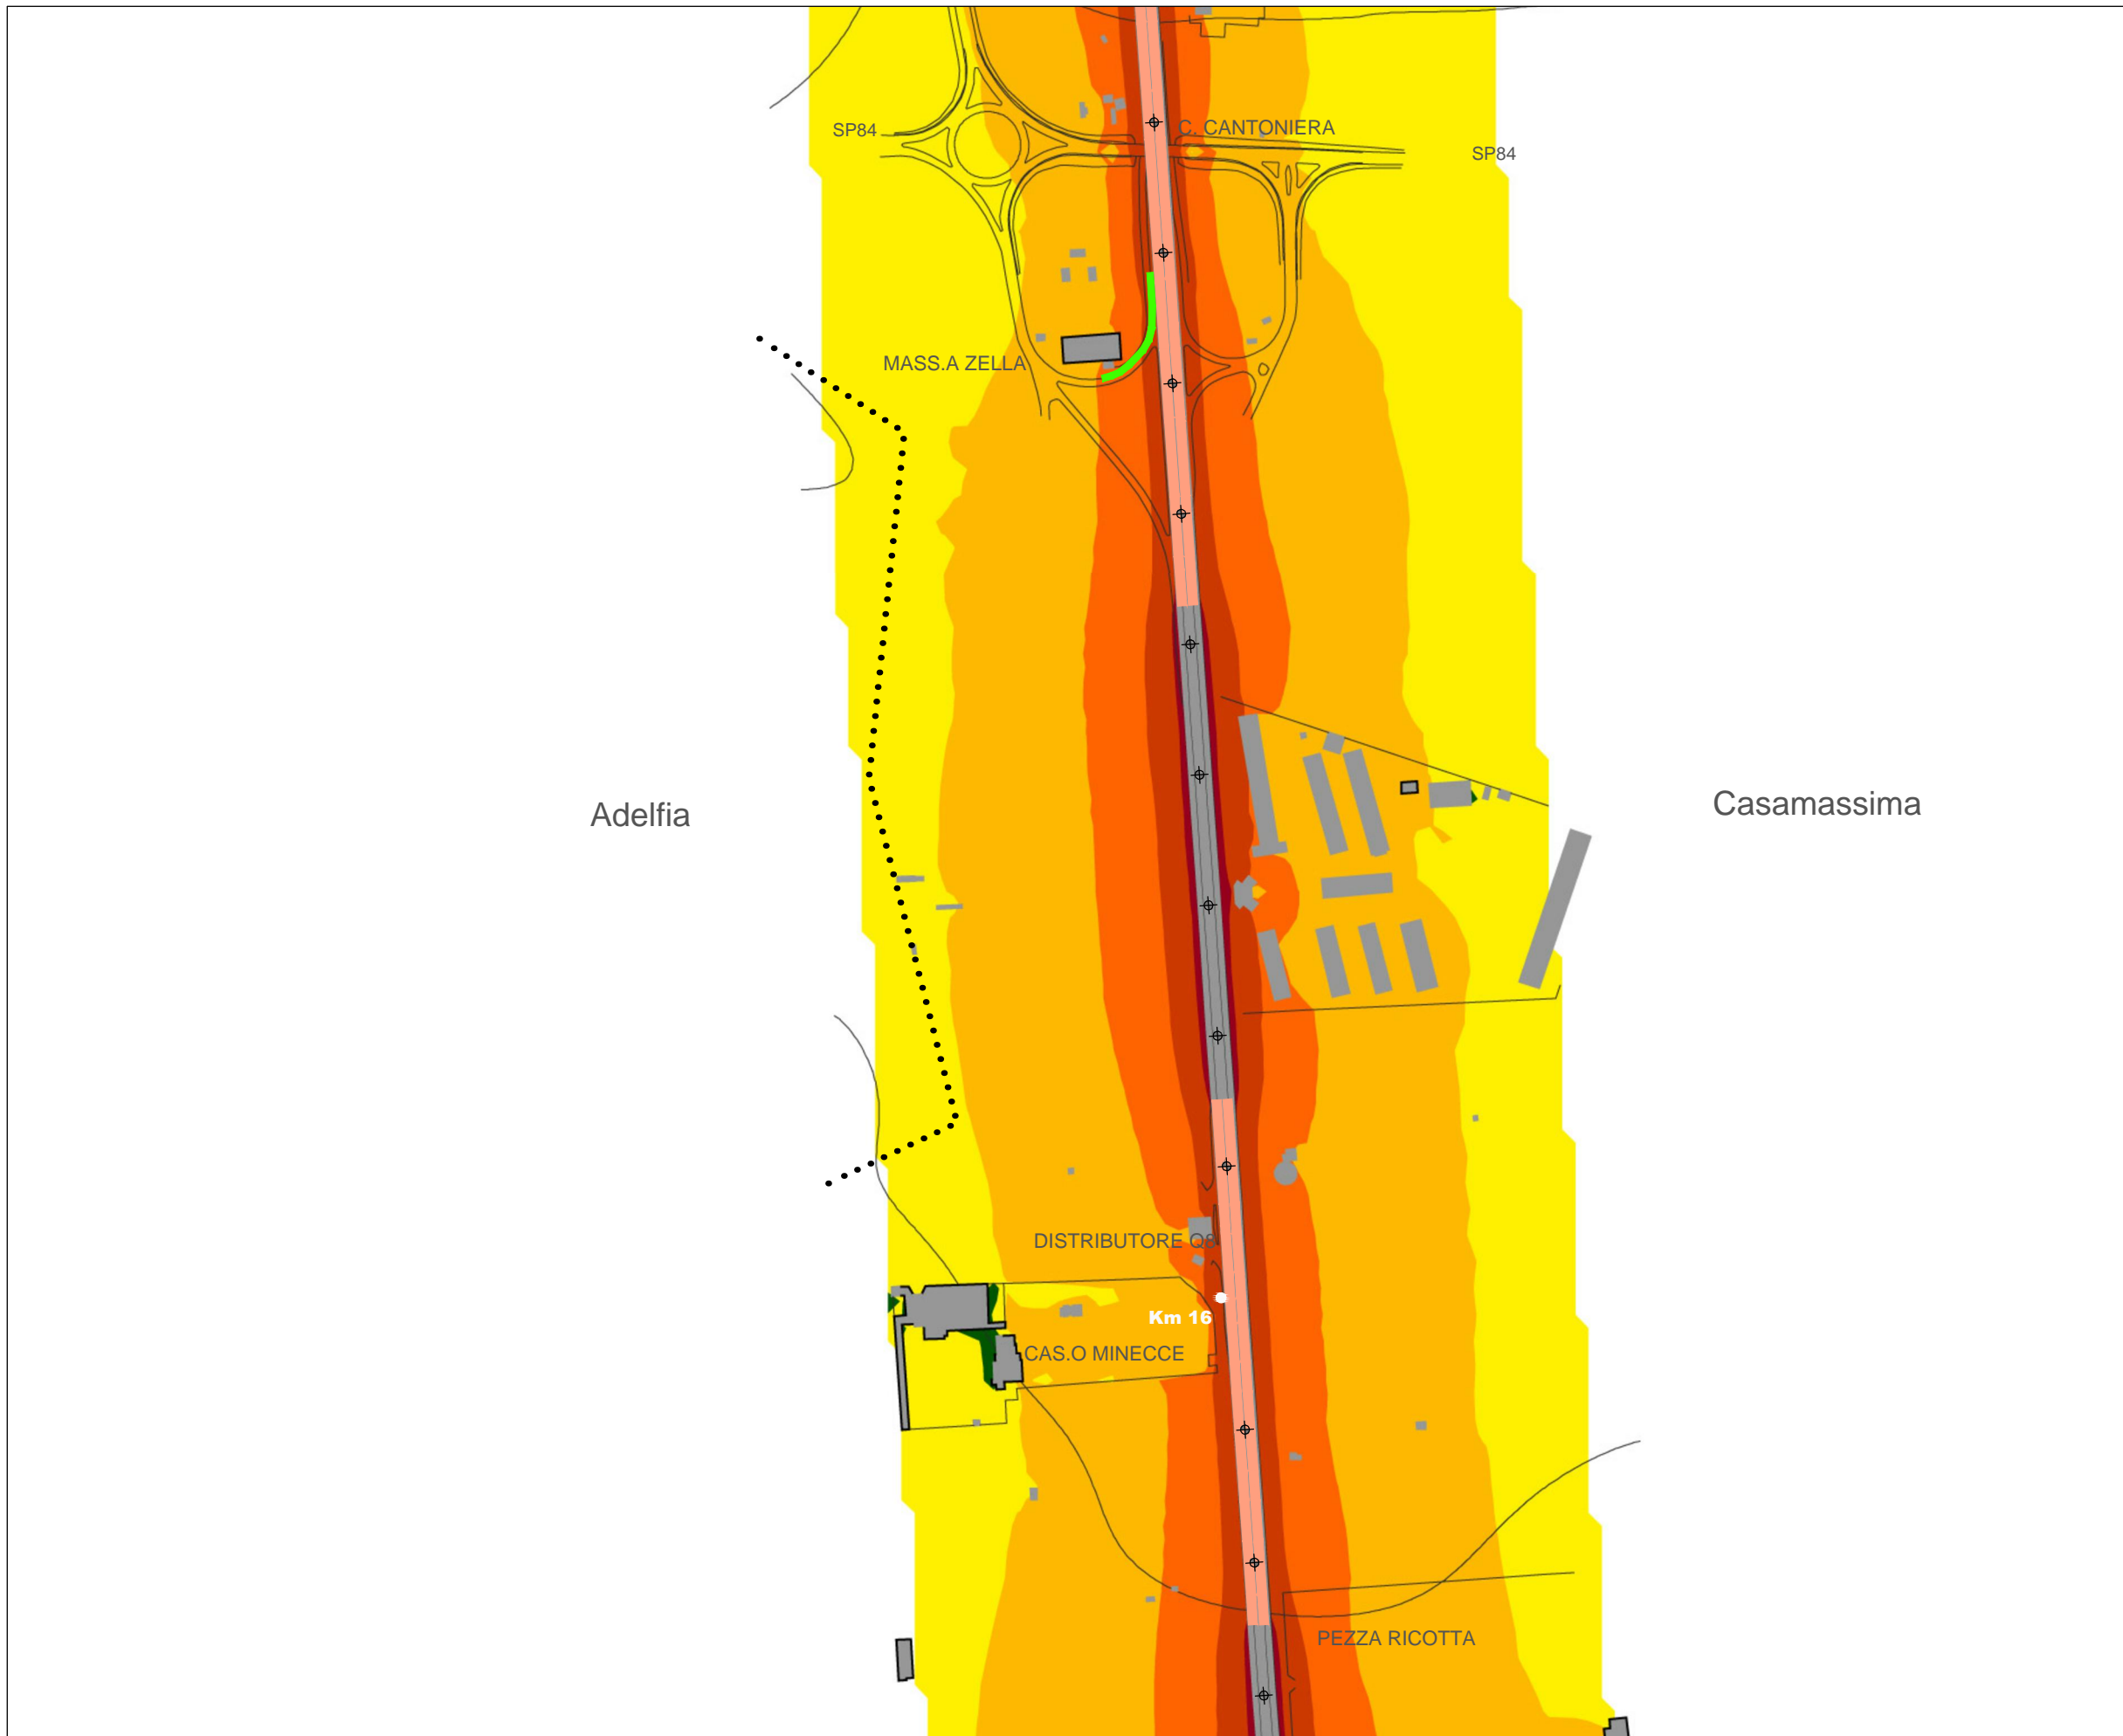 C. CANTONIERA
SP84
SP84
MASS.A ZELLA
Adelfia
Casamassima
DISTRIBUTORE Q8
Km 16
CAS.O MINECCE
PEZZA RICOTTA